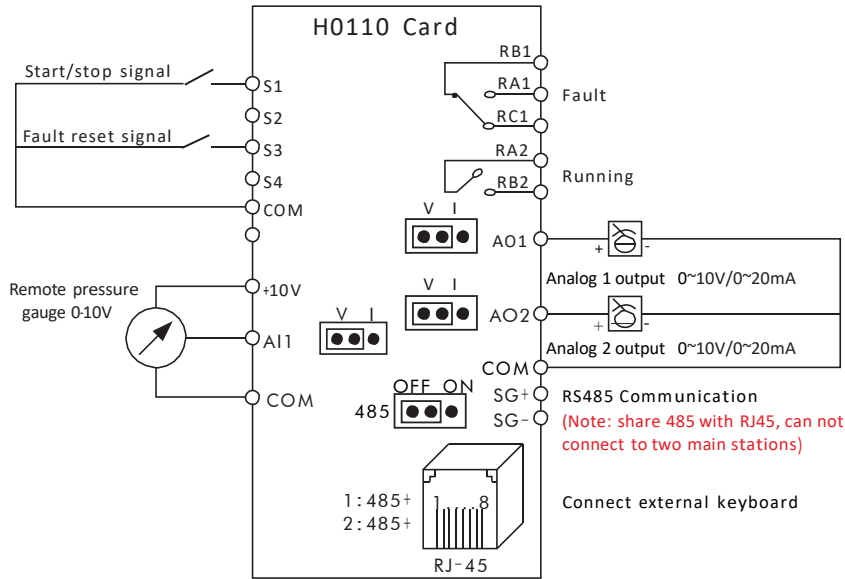 H0110 Card
Start/stop signal
S1
S2
Fault reset signal
S3
S4
COM
RB1
RA1
RC1
Fault
RA2
RB2
Running
V I
AO1
+ -
Analog 1 output 0~10V/0~20mA
V I
AO2
+ -
Analog 2 output 0~10V/0~20mA
COM
Remote pressure
gauge 0-10V
+10V
V I
AI1
COM
OFF ON
485
SG+
SG-
RS485 Communication
(Note: share 485 with RJ45, can not
connect to two main stations)
1:485+
2:485+
1 8
RJ-45
Connect external keyboard